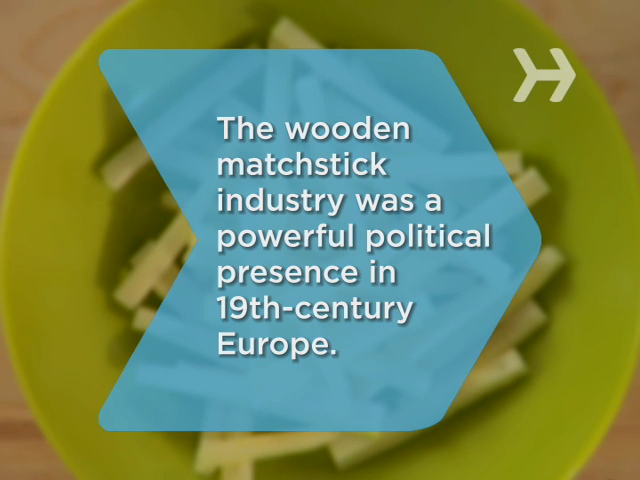 The wooden
matchstick
industry was a
powerful political
presence in
19th-century
Europe.